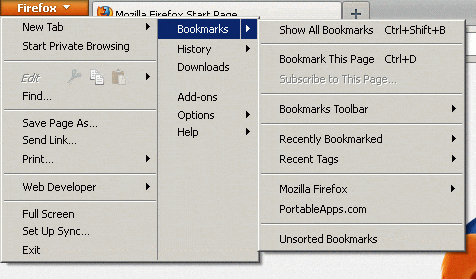 Firefox
Mozilla Firefox Start Page
New Tab
Start Private Browsing
Edit
Find...
Save Page As...
Send Link...
Print...
Web Developer
Full Screen
Set Up Sync...
Exit
Bookmarks
History
Downloads
Add-ons
Options
Help
Show All Bookmarks Ctrl+Shift+B
Bookmark This Page Ctrl+D
Subscribe to This Page...
Bookmarks Toolbar
Recently Bookmarked
Recent Tags
Mozilla Firefox
PortableApps.com
Unsorted Bookmarks